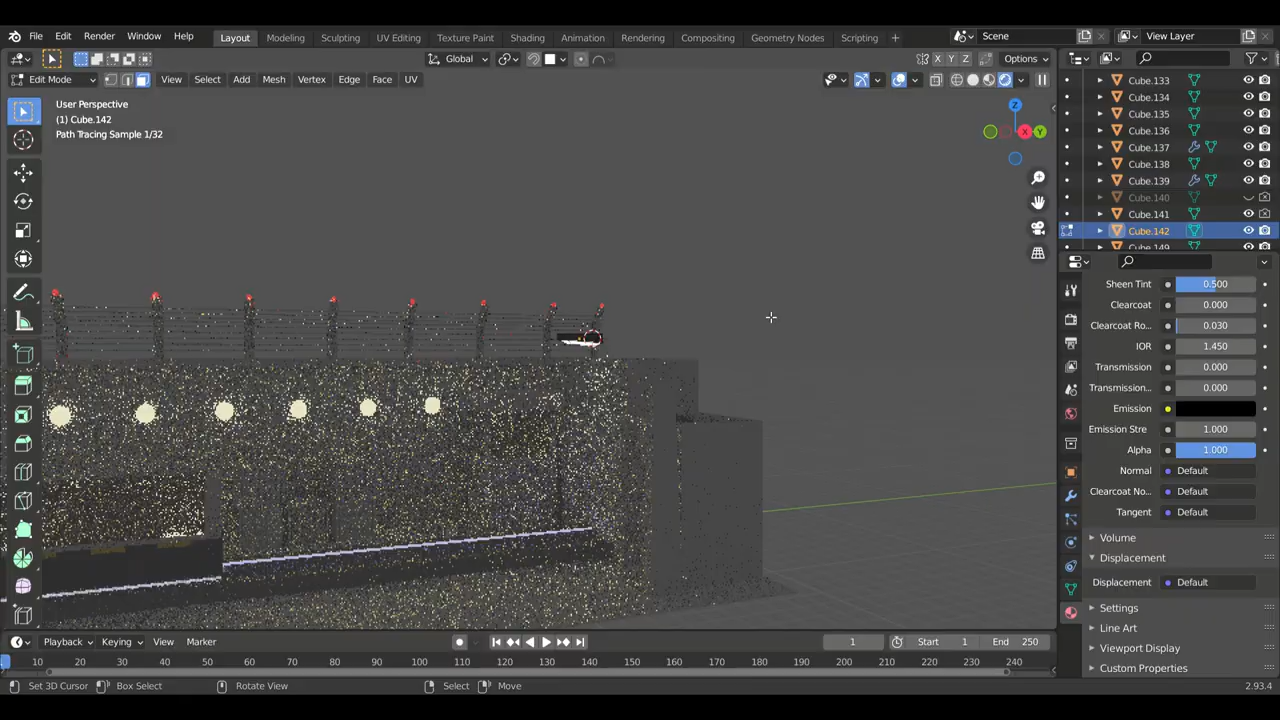 File Edit Render Window Help Layout Modeling Sculpting UV Editing Texture Paint Shading Animation Rendering Compositing Geometry Nodes Scripting + Scene View Layer
Global X Y Z Options
Edit Mode View Select Add Mesh Vertex Edge Face UV
User Perspective
(1) Cube.142
Path Tracing Sample 1/32
Z
X Y
Cube.133
Cube.134
Cube.135
Cube.136
Cube.137
Cube.138
Cube.139
Cube.140
Cube.141
Cube.142
Cube.149
Sheen Tint 0.500
Clearcoat 0.000
Clearcoat Ro... 0.030
IOR 1.450
Transmission 0.000
Transmission... 0.000
Emission
Emission Stre 1.000
Alpha 1.000
Normal Default
Clearcoat No... Default
Tangent Default
Volume
Displacement
Displacement Default
Settings
Line Art
Viewport Display
Custom Properties
Playback Keying View Marker 1 Start 1 End 250
10 20 30 40 50 60 70 80 90 100 110 120 130 140 150 160 170 180 190 200 210 220 230 240
Set 3D Cursor Box Select Rotate View Select Move 2.93.4